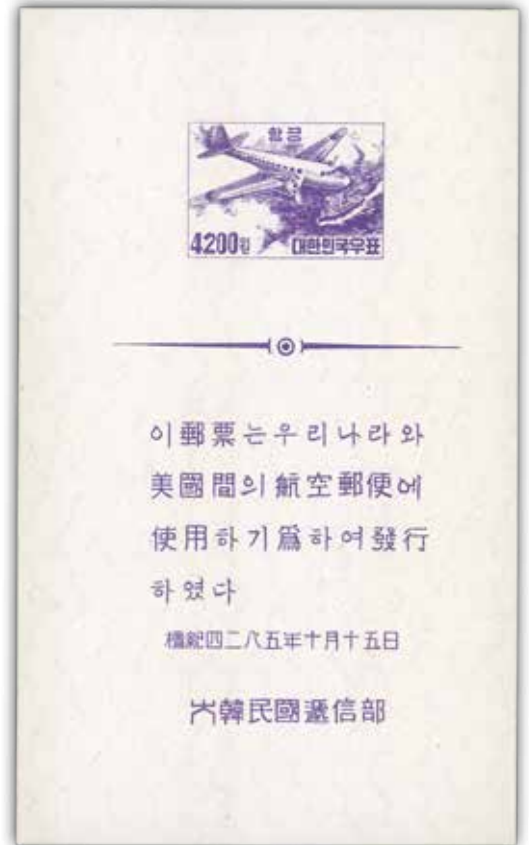 항공
4200원 대한민국우표
이郵票는우리나라와
美國間의航空郵便에
使用하기爲하여發行
하였다
檀紀四二八五年十月十五日
大韓民國遞信部